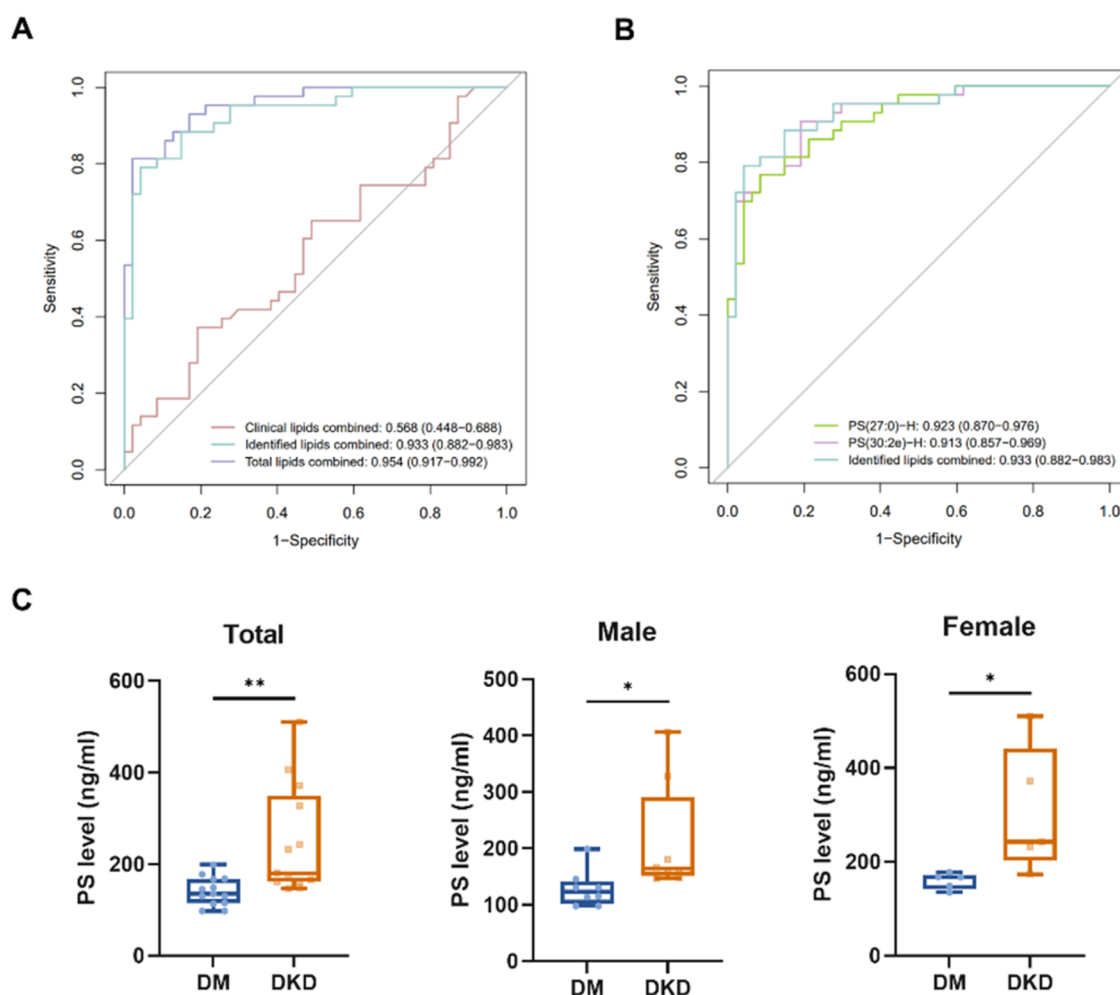 A
Sensitivity
1.0
0.8
0.6
0.4
0.2
0.0
Clinical lipids combined: 0.568 (0.448−0.688)
Identified lipids combined: 0.933 (0.882−0.983)
Total lipids combined: 0.954 (0.917−0.992)
0.0 0.2 0.4 0.6 0.8 1.0
1−Specificity
B
Sensitivity
1.0
0.8
0.6
0.4
0.2
0.0
PS(27:0)−H: 0.923 (0.870−0.976)
PS(30:2e)−H: 0.913 (0.857−0.969)
Identified lipids combined: 0.933 (0.882−0.983)
0.0 0.2 0.4 0.6 0.8 1.0
1−Specificity
C
Total
PS level (ng/ml)
600
400
200
0
**
DM DKD
Male
PS level (ng/ml)
500
400
300
200
100
0
*
DM DKD
Female
PS level (ng/ml)
600
400
200
0
*
DM DKD